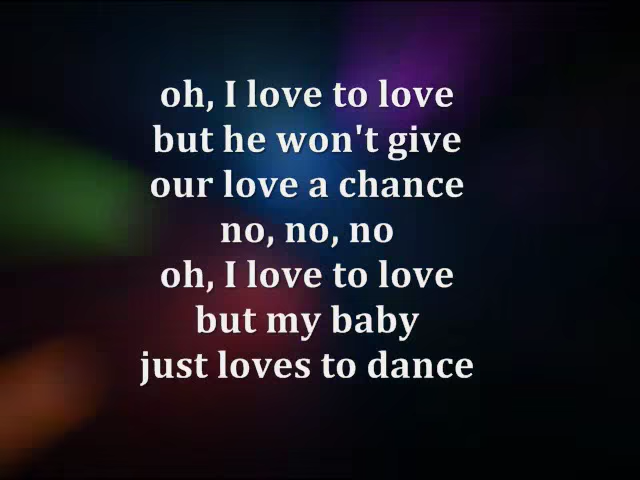 oh, I love to love
but he won't give
our love a chance
no, no, no
oh, I love to love
but my baby
just loves to dance